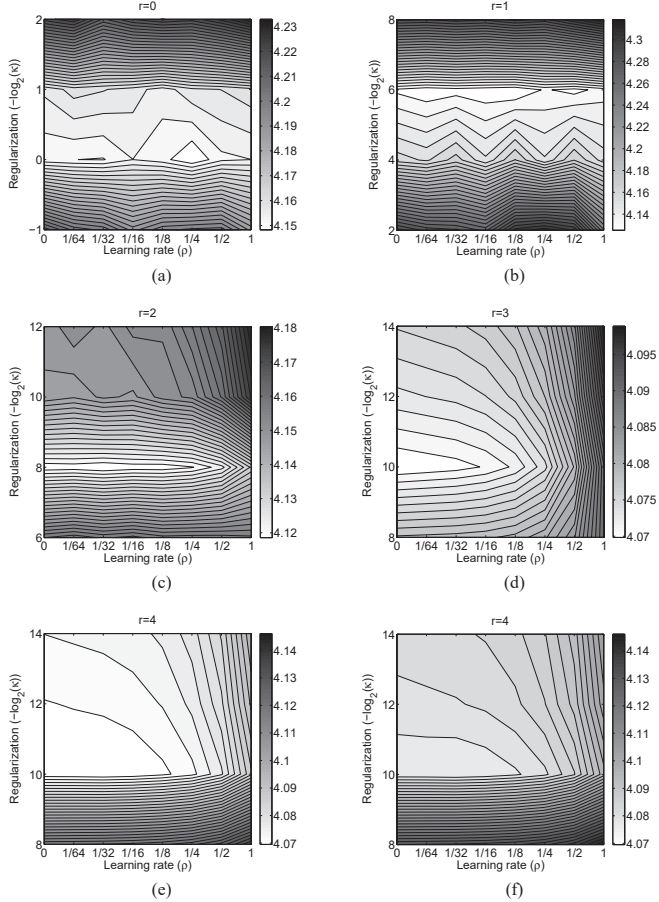 r=0
Regularization (−log2(κ))
2
1
0
−1
0 1/64 1/32 1/16 1/8 1/4 1/2 1
Learning rate (ρ)
4.23
4.22
4.21
4.2
4.19
4.18
4.17
4.16
4.15
(a)
r=1
Regularization (−log2(κ))
8
6
4
2
0 1/64 1/32 1/16 1/8 1/4 1/2 1
Learning rate (ρ)
4.3
4.28
4.26
4.24
4.22
4.2
4.18
4.16
4.14
(b)
r=2
Regularization (−log2(κ))
12
10
8
6
0 1/64 1/32 1/16 1/8 1/4 1/2 1
Learning rate (ρ)
4.18
4.17
4.16
4.15
4.14
4.13
4.12
(c)
r=3
Regularization (−log2(κ))
14
12
10
8
0 1/64 1/32 1/16 1/8 1/4 1/2 1
Learning rate (ρ)
4.095
4.09
4.085
4.08
4.075
4.07
(d)
r=4
Regularization (−log2(κ))
14
12
10
8
0 1/64 1/32 1/16 1/8 1/4 1/2 1
Learning rate (ρ)
4.14
4.13
4.12
4.11
4.1
4.09
4.08
4.07
(e)
r=4
Regularization (−log2(κ))
14
12
10
8
0 1/64 1/32 1/16 1/8 1/4 1/2 1
Learning rate (ρ)
4.14
4.13
4.12
4.11
4.1
4.09
4.08
4.07
(f)